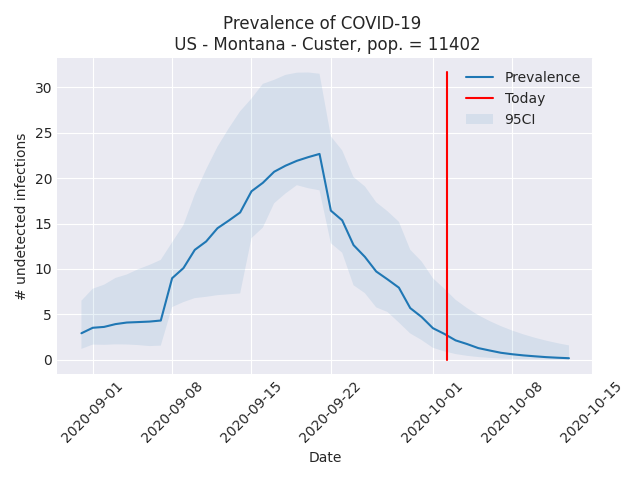 Prevalence of COVID-19
US - Montana - Custer, pop. = 11402
Prevalence
Today
95CI
# undetected infections
30
25
20
15
10
5
0
2020-09-01
2020-09-08
2020-09-15
2020-09-22
2020-10-01
2020-10-08
2020-10-15
Date